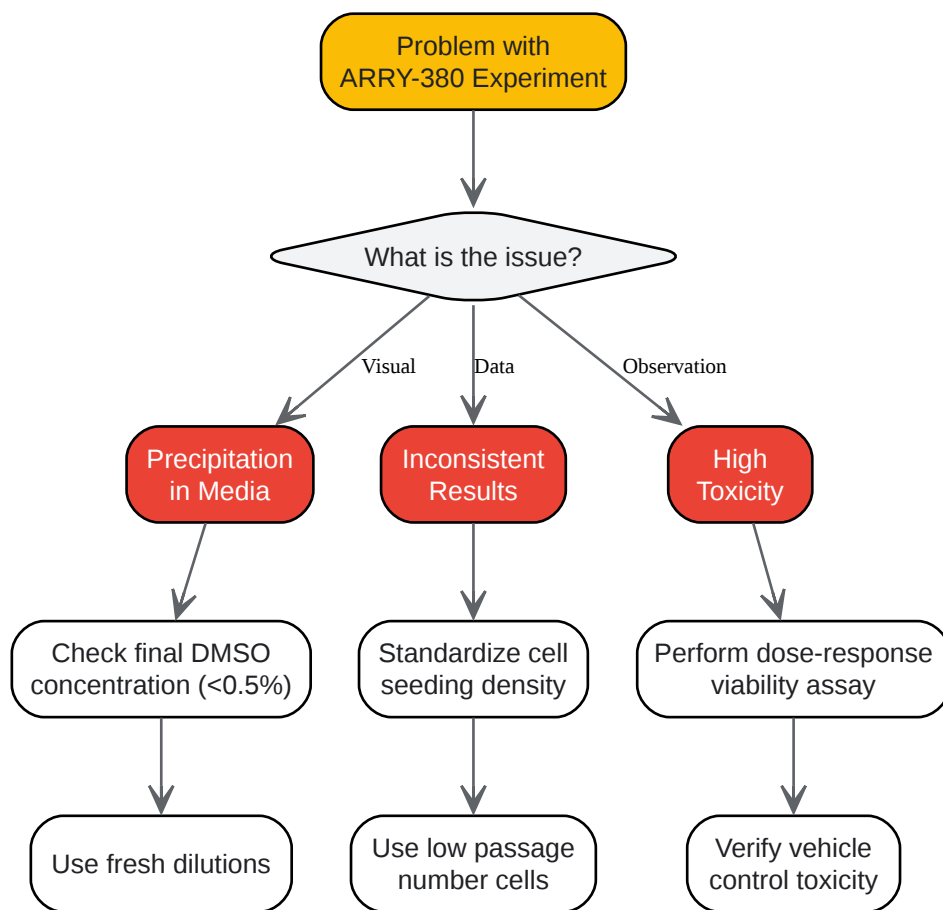 Problem with
ARRY-380 Experiment
What is the issue?
Visual
Data
Observation
Precipitation
in Media
Inconsistent
Results
High
Toxicity
Check final DMSO
concentration (<0.5%)
Standardize cell
seeding density
Perform dose-response
viability assay
Use fresh dilutions
Use low passage
number cells
Verify vehicle
control toxicity